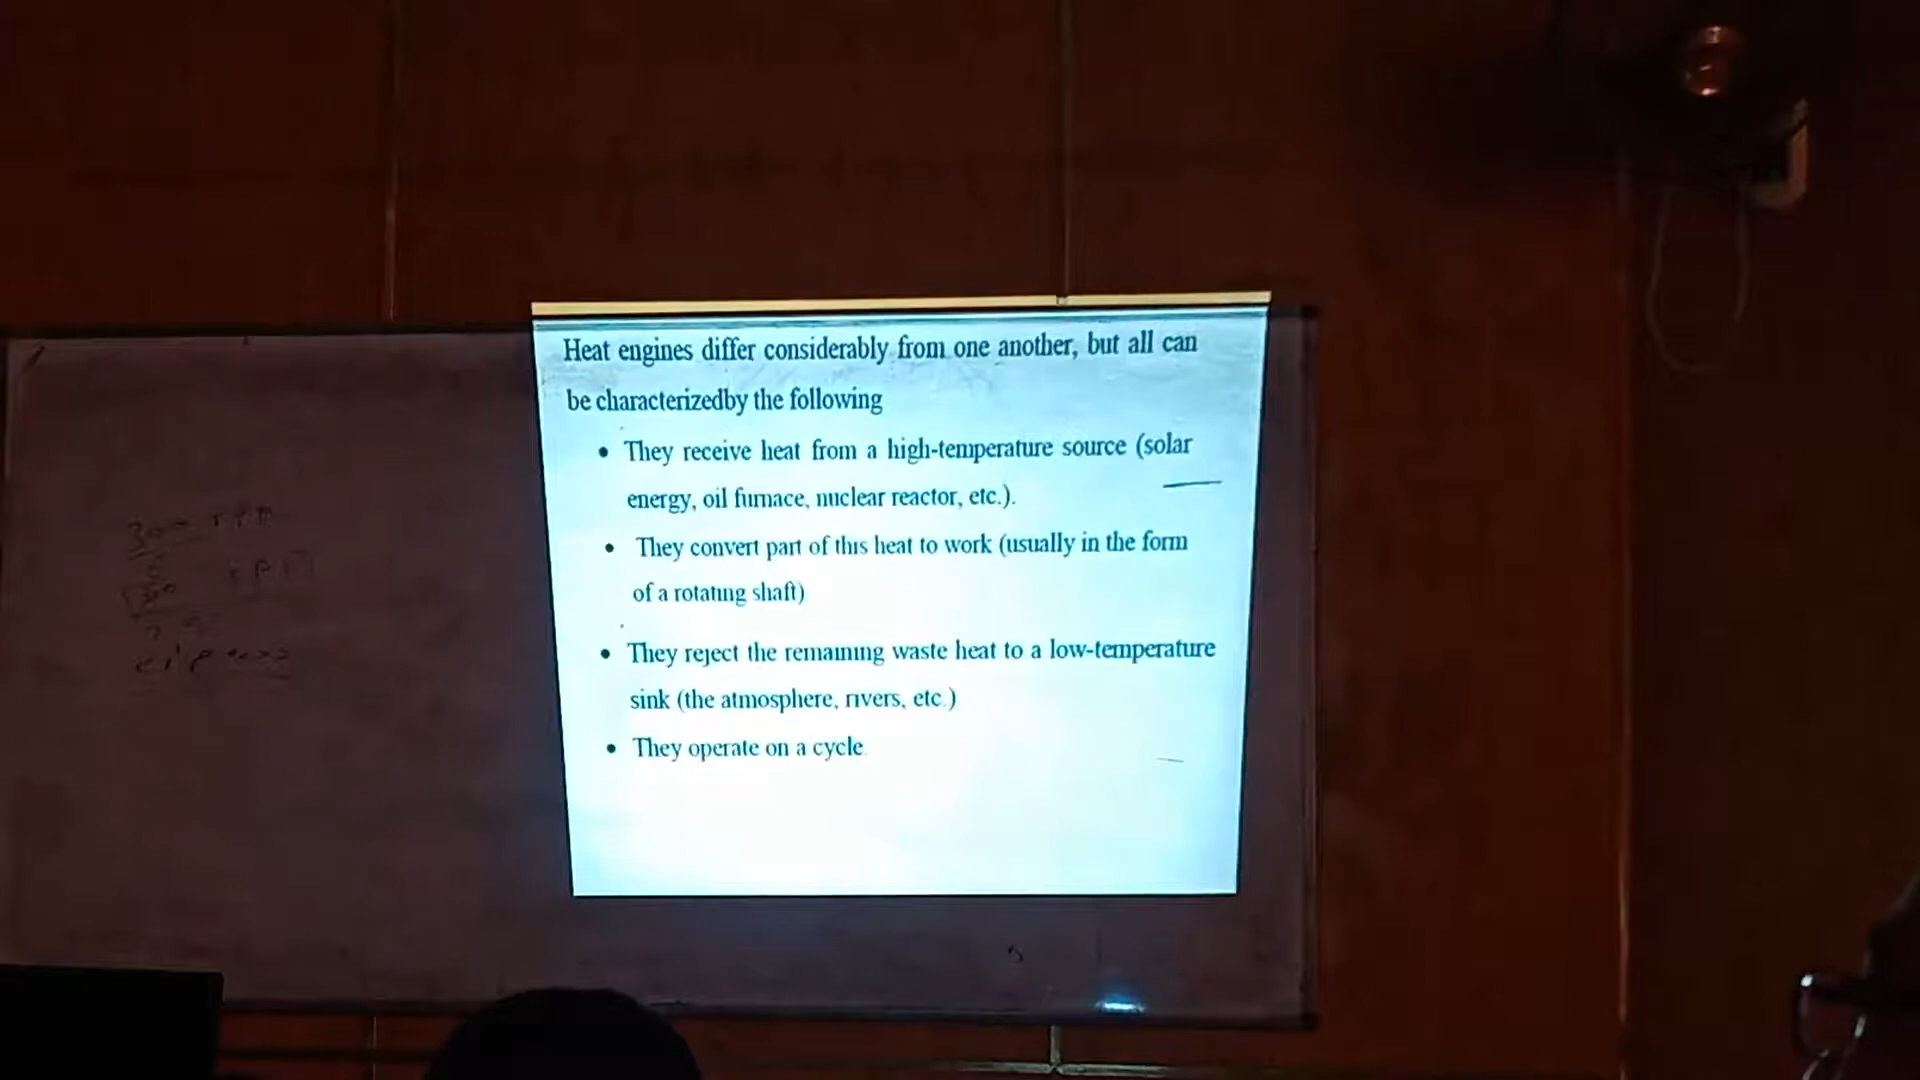 Heat engines differ considerably from one another, but all can
be characterizedby the following
• They receive heat from a high-temperature source (solar
energy, oil furnace, nuclear reactor, etc.).
• They convert part of this heat to work (usually in the form
of a rotating shaft)
• They reject the remaining waste heat to a low-temperature
sink (the atmosphere, rivers, etc.)
• They operate on a cycle
300 rpm